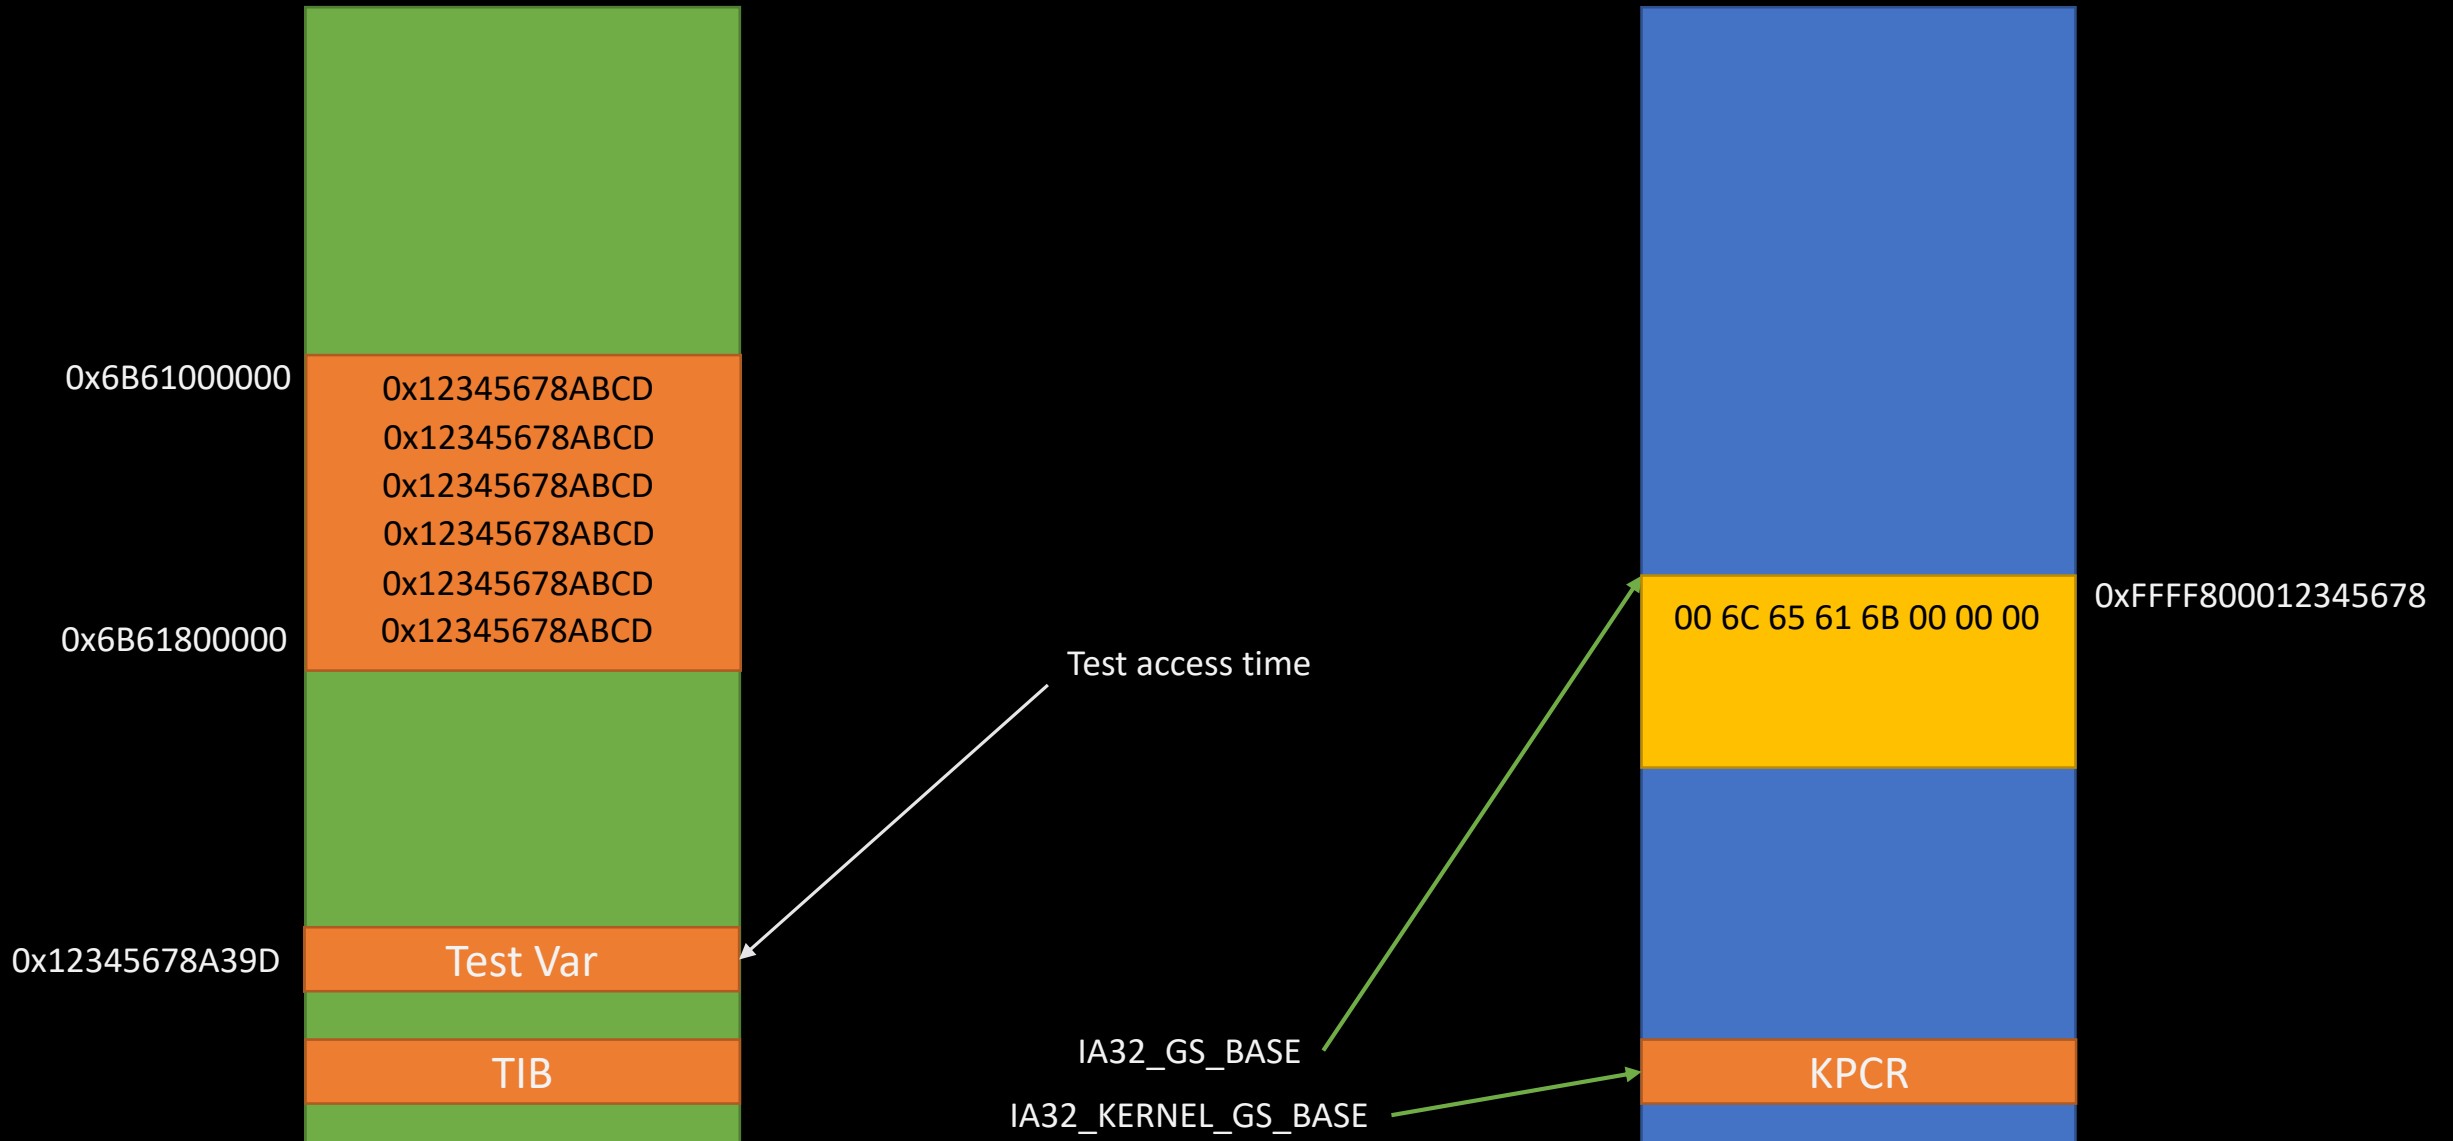 0x6B61000000
0x12345678ABCD
0x12345678ABCD
0x12345678ABCD
0x12345678ABCD
0x12345678ABCD
0x12345678ABCD
0x6B61800000
0x12345678A39D
Test Var
TIB
Test access time
IA32_GS_BASE
IA32_KERNEL_GS_BASE
00 6C 65 61 6B 00 00 00
0xFFFF800012345678
KPCR